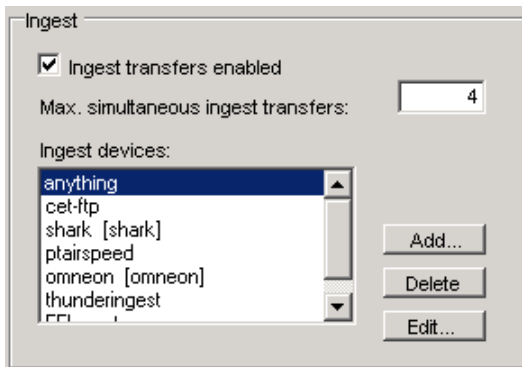 Ingest
Ingest transfers enabled
Max. simultaneous ingest transfers: 4
Ingest devices:
anything
cet-ftp
shark [shark]
ptairspeed
omneon [omneon]
thunderingest
Add...
Delete
Edit...